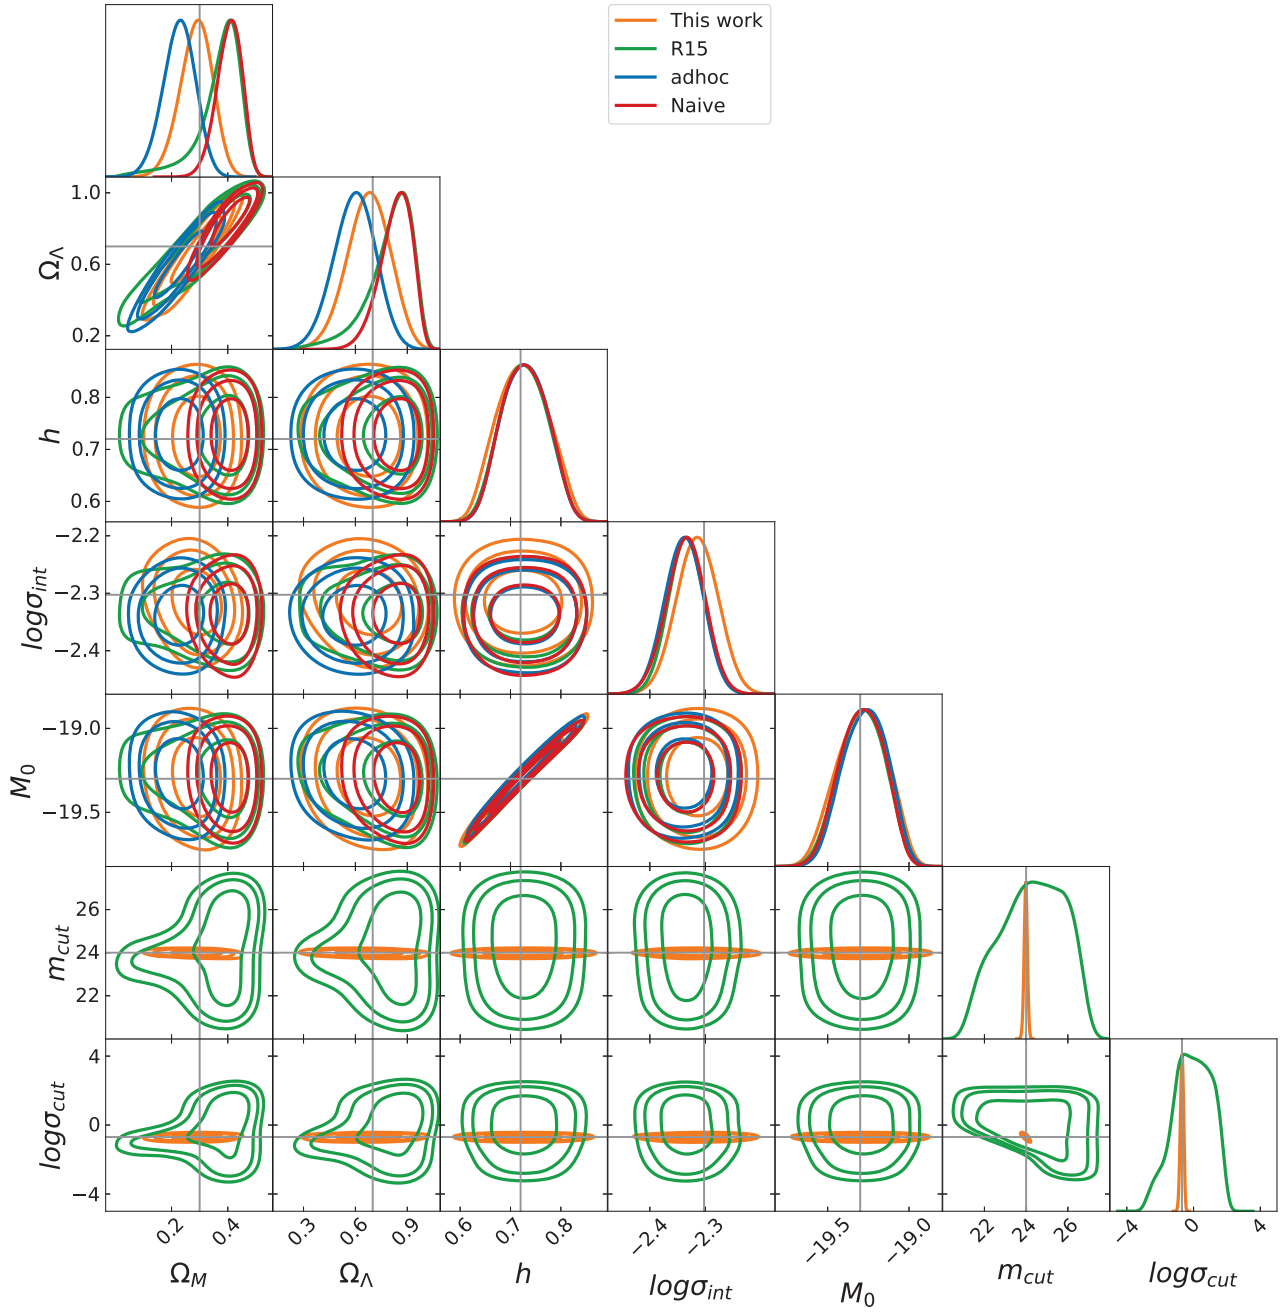 This work
R15
adhoc
Naive
1.0
0.6
0.2
Ω_Λ
0.8
0.7
0.6
h
−2.2
−2.3
−2.4
logσ_int
−19.0
−19.5
M_0
26
24
22
m_cut
4
0
−4
logσ_cut
0.2 0.4 0.3 0.6 0.9 0.6 0.7 0.8 −2.4 −2.3 −19.5 −19.0 22 24 26 −4 0 4
Ω_M Ω_Λ h logσ_int M_0 m_cut logσ_cut